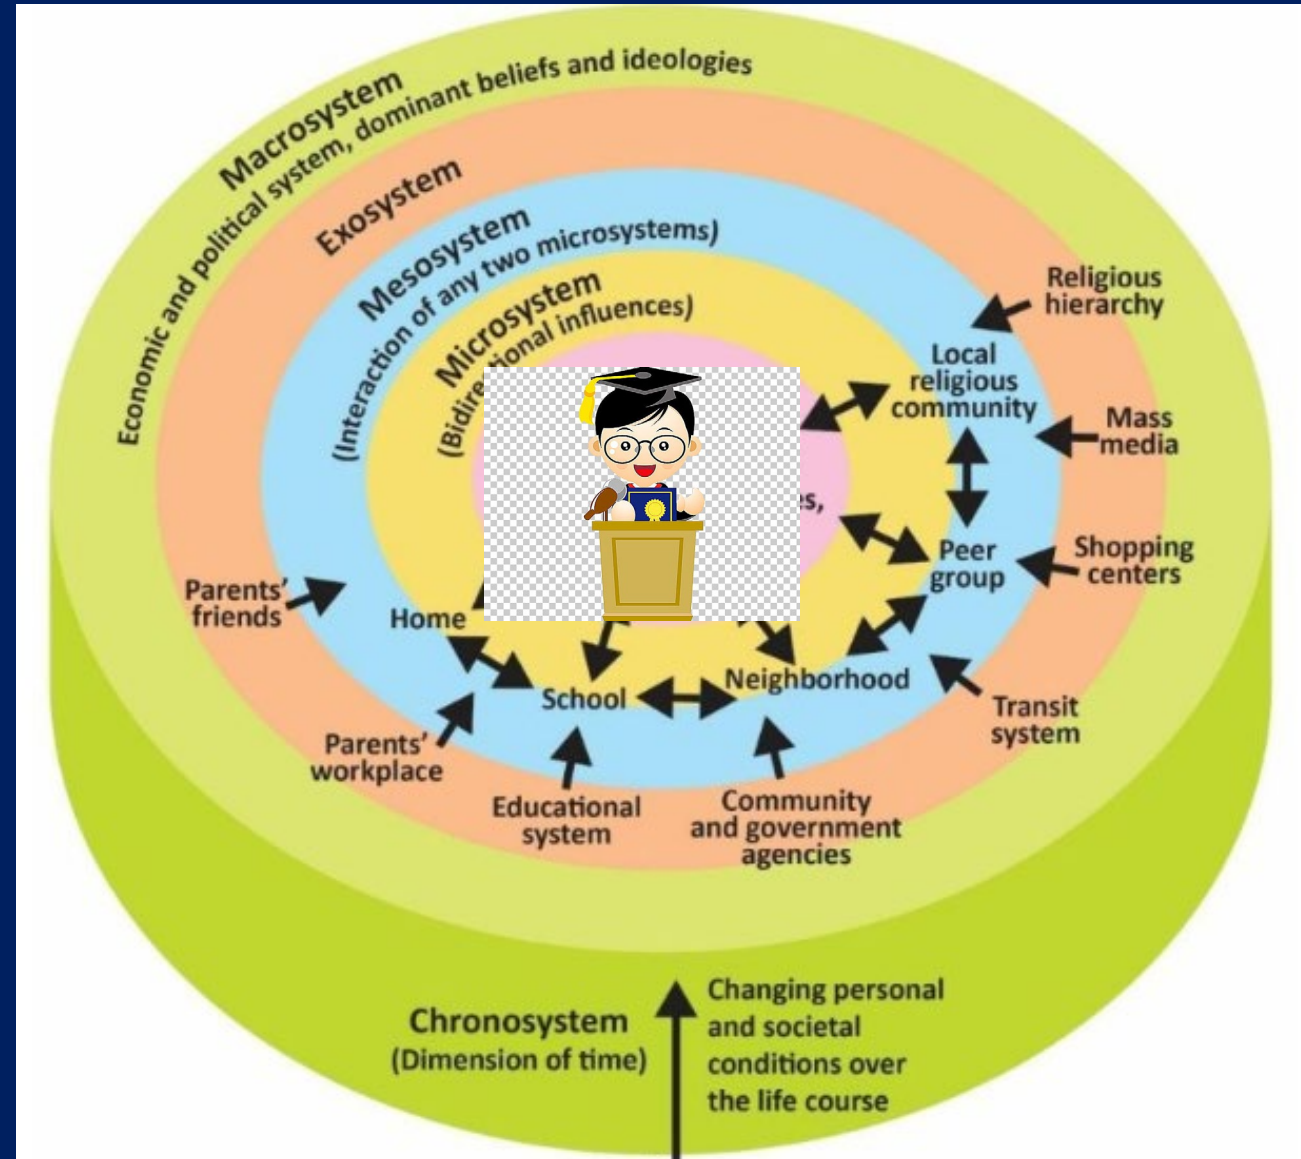 Macrosystem
Economic and political system, dominant beliefs and ideologies
Exosystem
Mesosystem
(Interaction of any two microsystems)
Microsystem
influences)
Religious
hierarchy
Local
religious
community
Mass
media
Peer
group
Shopping
centers
Parents’
friends
Home
School
Neighborhood
Transit
system
Parents’
workplace
Educational
system
Community
and government
agencies
Chronosystem
(Dimension of time)
Changing personal
and societal
conditions over
the life course